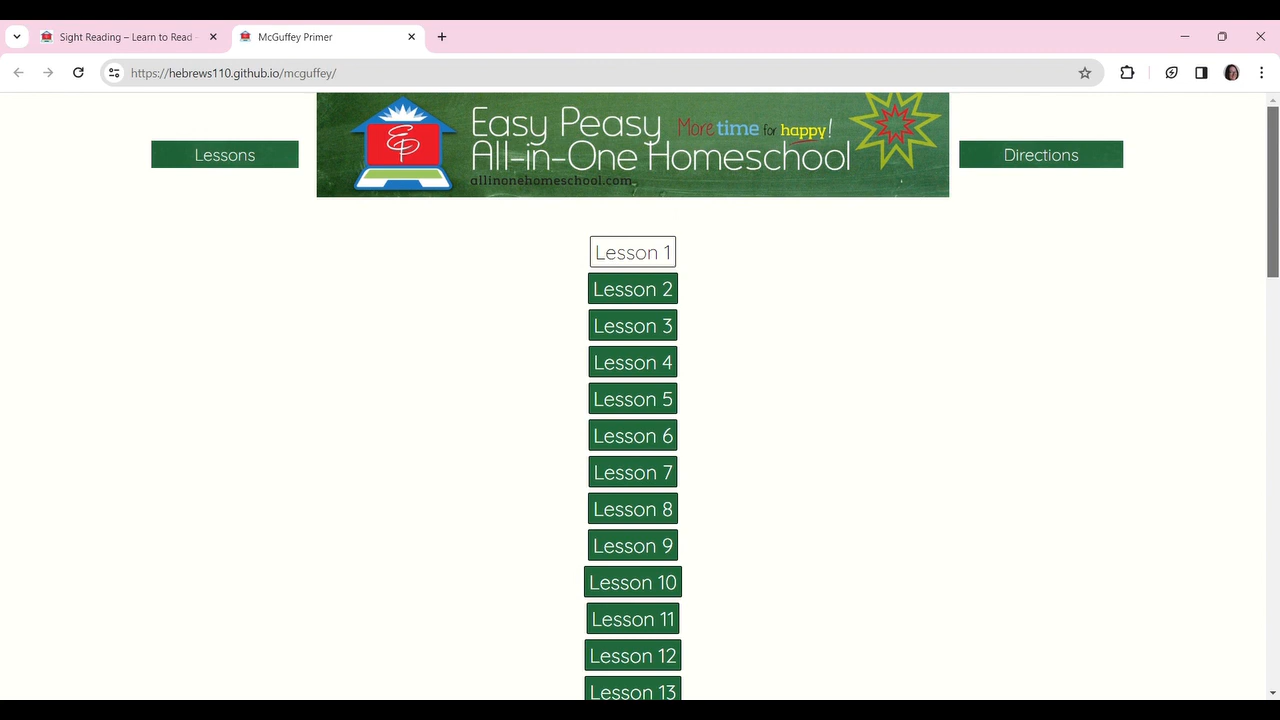 Sight Reading – Learn to Read
McGuffey Primer
https://hebrews110.github.io/mcguffey/
Lessons
Easy Peasy
All-in-One Homeschool
More time for happy!
allinonehomeschool.com
EP
Directions
Lesson 1
Lesson 2
Lesson 3
Lesson 4
Lesson 5
Lesson 6
Lesson 7
Lesson 8
Lesson 9
Lesson 10
Lesson 11
Lesson 12
Lesson 13